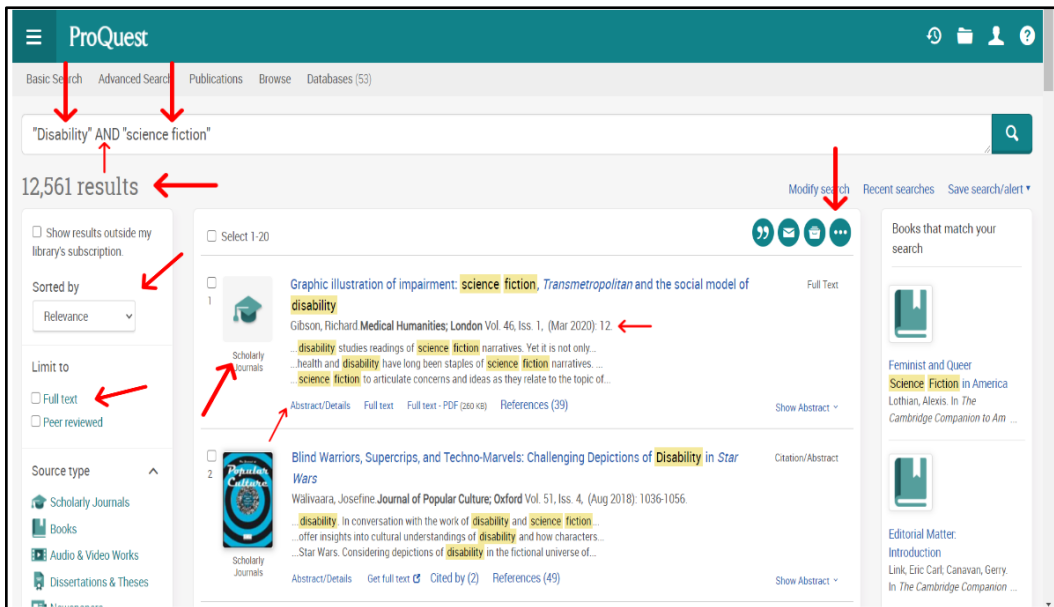 ProQuest
Basic Search Advanced Search Publications Browse Databases (53)
"Disability" AND "science fiction"
12,561 results
Modify search Recent searches Save search/alert
Show results outside my
library's subscription.
Sorted by
Relevance
Limit to
Full text
Peer reviewed
Source type
Scholarly Journals
Books
Audio & Video Works
Dissertations & Theses
Newspapers
Select 1-20
1
Scholarly
Journals
Graphic illustration of impairment: science fiction, Transmetropolitan and the social model of
disability
Full Text
Gibson, Richard. Medical Humanities; London Vol. 46, Iss. 1, (Mar 2020): 12.
...disability studies readings of science fiction narratives. Yet it is not only...
...health and disability have long been staples of science fiction narratives. ...
...science fiction to articulate concerns and ideas as they relate to the topic of...
Abstract/Details Full text Full text - PDF (260 KB) References (39)
Show Abstract
2
Popular
Culture
Scholarly
Journals
Blind Warriors, Supercrips, and Techno-Marvels: Challenging Depictions of Disability in Star
Wars
Citation/Abstract
Wälivaara, Josefine. Journal of Popular Culture; Oxford Vol. 51, Iss. 4, (Aug 2018): 1036-1056.
...disability. In conversation with the work of disability and science fiction...
...offer insights into cultural understandings of disability and how characters...
...Star Wars. Considering depictions of disability in the fictional universe of...
Abstract/Details Get full text Cited by (2) References (49)
Show Abstract
Books that match your
search
Feminist and Queer
Science Fiction in America
Lothian, Alexis. In The
Cambridge Companion to Am ...
Editorial Matter:
Introduction
Link, Eric Carl; Canavan, Gerry.
In The Cambridge Companion ...